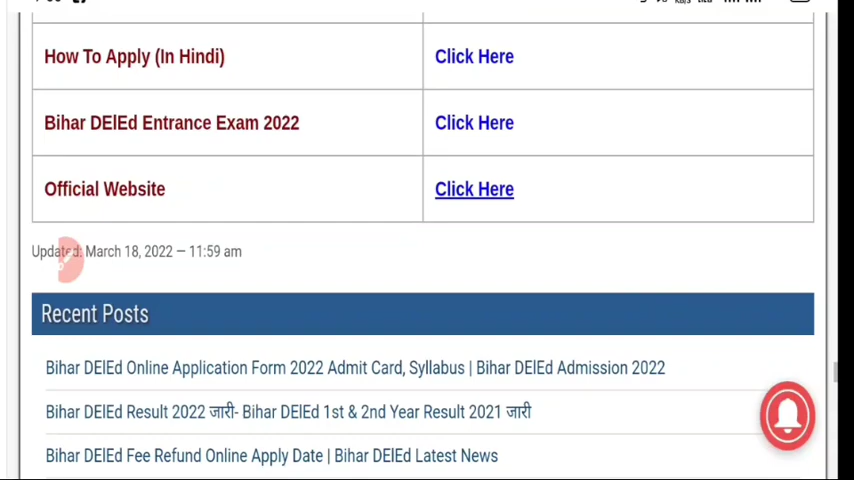 How To Apply (In Hindi) Click Here
Bihar DElEd Entrance Exam 2022 Click Here
Official Website Click Here
Updated: March 18, 2022 — 11:59 am
Recent Posts
Bihar DElEd Online Application Form 2022 Admit Card, Syllabus | Bihar DElEd Admission 2022
Bihar DElEd Result 2022 जारी- Bihar DElEd 1st & 2nd Year Result 2021 जारी
Bihar DElEd Fee Refund Online Apply Date | Bihar DElEd Latest News